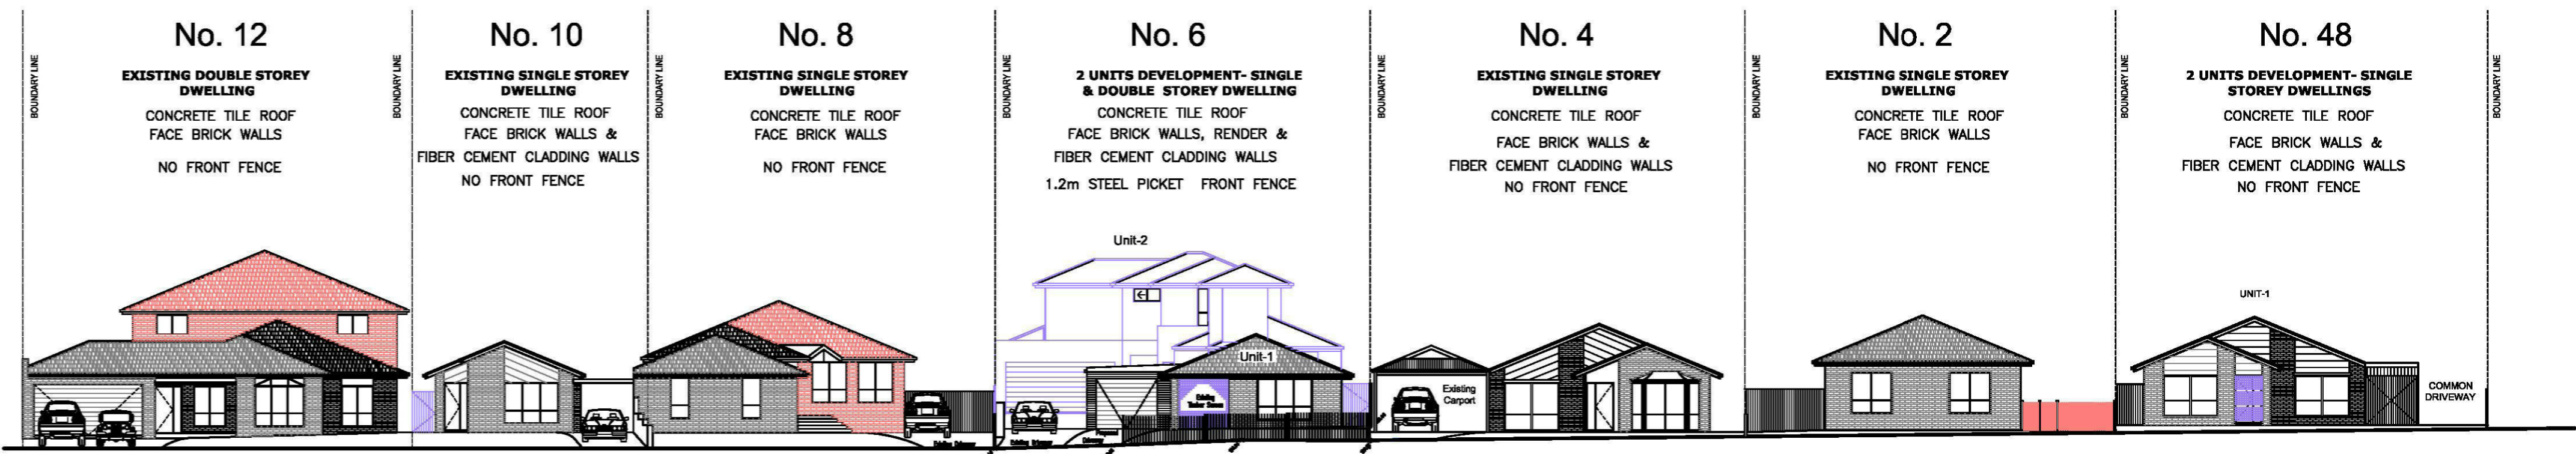 No. 12
BOUNDARY LINE
EXISTING DOUBLE STOREY
DWELLING
CONCRETE TILE ROOF
FACE BRICK WALLS
NO FRONT FENCE
BOUNDARY LINE
No. 10
EXISTING SINGLE STOREY
DWELLING
CONCRETE TILE ROOF
FACE BRICK WALLS &
FIBER CEMENT CLADDING WALLS
NO FRONT FENCE
BOUNDARY LINE
No. 8
EXISTING SINGLE STOREY
DWELLING
CONCRETE TILE ROOF
FACE BRICK WALLS
NO FRONT FENCE
Existing Driveway
BOUNDARY LINE
No. 6
2 UNITS DEVELOPMENT- SINGLE
& DOUBLE STOREY DWELLING
CONCRETE TILE ROOF
FACE BRICK WALLS, RENDER &
FIBER CEMENT CLADDING WALLS
1.2m STEEL PICKET FRONT FENCE
Unit-2
Unit-1
Existing
Existing Driveway
Proposed
Driveway
BOUNDARY LINE
No. 4
EXISTING SINGLE STOREY
DWELLING
CONCRETE TILE ROOF
FACE BRICK WALLS &
FIBER CEMENT CLADDING WALLS
NO FRONT FENCE
Existing
Carport
BOUNDARY LINE
No. 2
EXISTING SINGLE STOREY
DWELLING
CONCRETE TILE ROOF
FACE BRICK WALLS
NO FRONT FENCE
BOUNDARY LINE
No. 48
2 UNITS DEVELOPMENT- SINGLE
STOREY DWELLINGS
CONCRETE TILE ROOF
FACE BRICK WALLS &
FIBER CEMENT CLADDING WALLS
NO FRONT FENCE
UNIT-1
COMMON
DRIVEWAY
BOUNDARY LINE